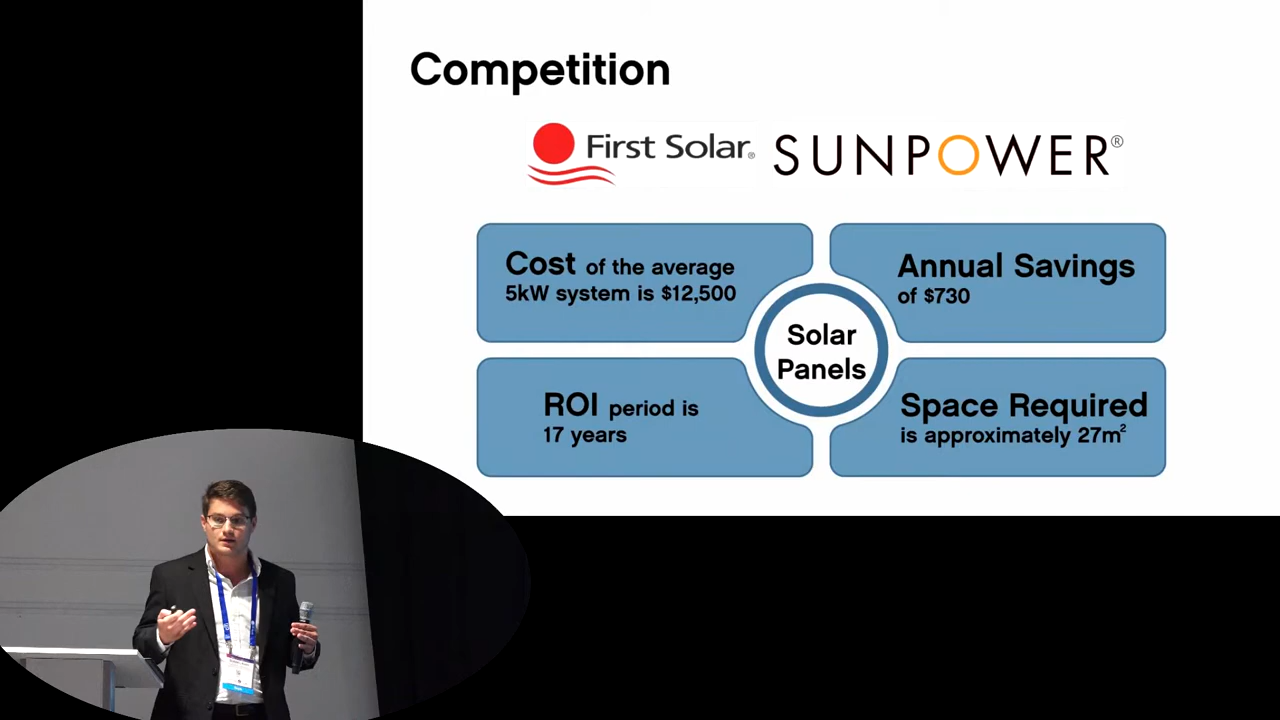 Competition
First Solar®
SUNPOWER®
Cost of the average
5kW system is $12,500
Annual Savings
of $730
Solar
Panels
ROI period is
17 years
Space Required
is approximately 27m²